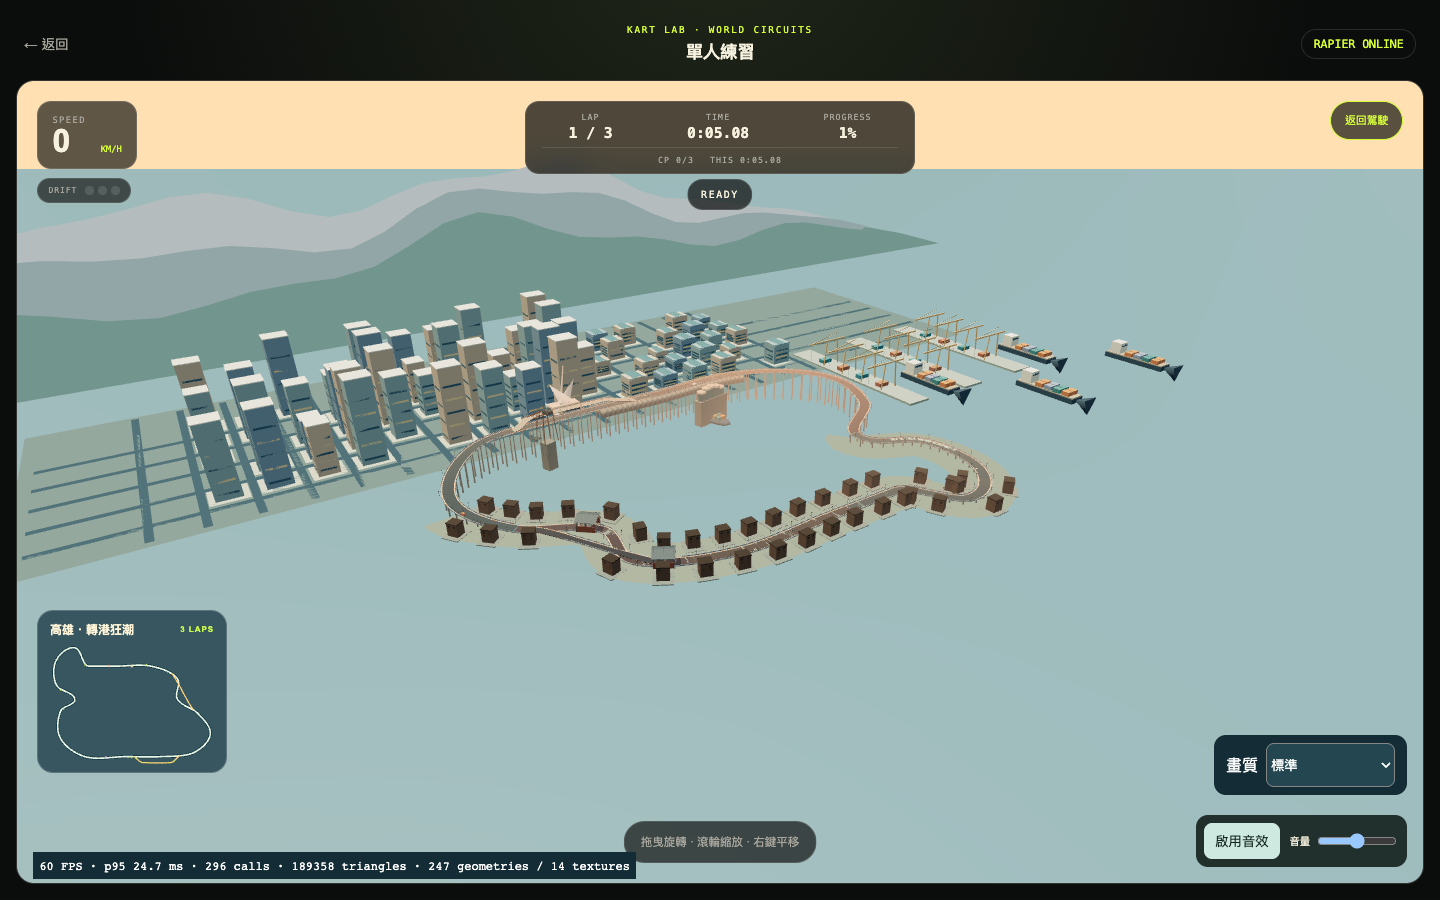 ← 返回
KART LAB · WORLD CIRCUITS
單人練習
RAPIER ONLINE
SPEED
0 KM/H
DRIFT
LAP TIME PROGRESS
1 / 3 0:05.08 1%
CP 0/3 THIS 0:05.08
READY
返回駕駛
高雄 · 轉港狂潮 3 LAPS
畫質 標準
拖曳旋轉 · 滾輪縮放 · 右鍵平移
啟用音效 音量
60 FPS · p95 24.7 ms · 296 calls · 189358 triangles · 247 geometries / 14 textures